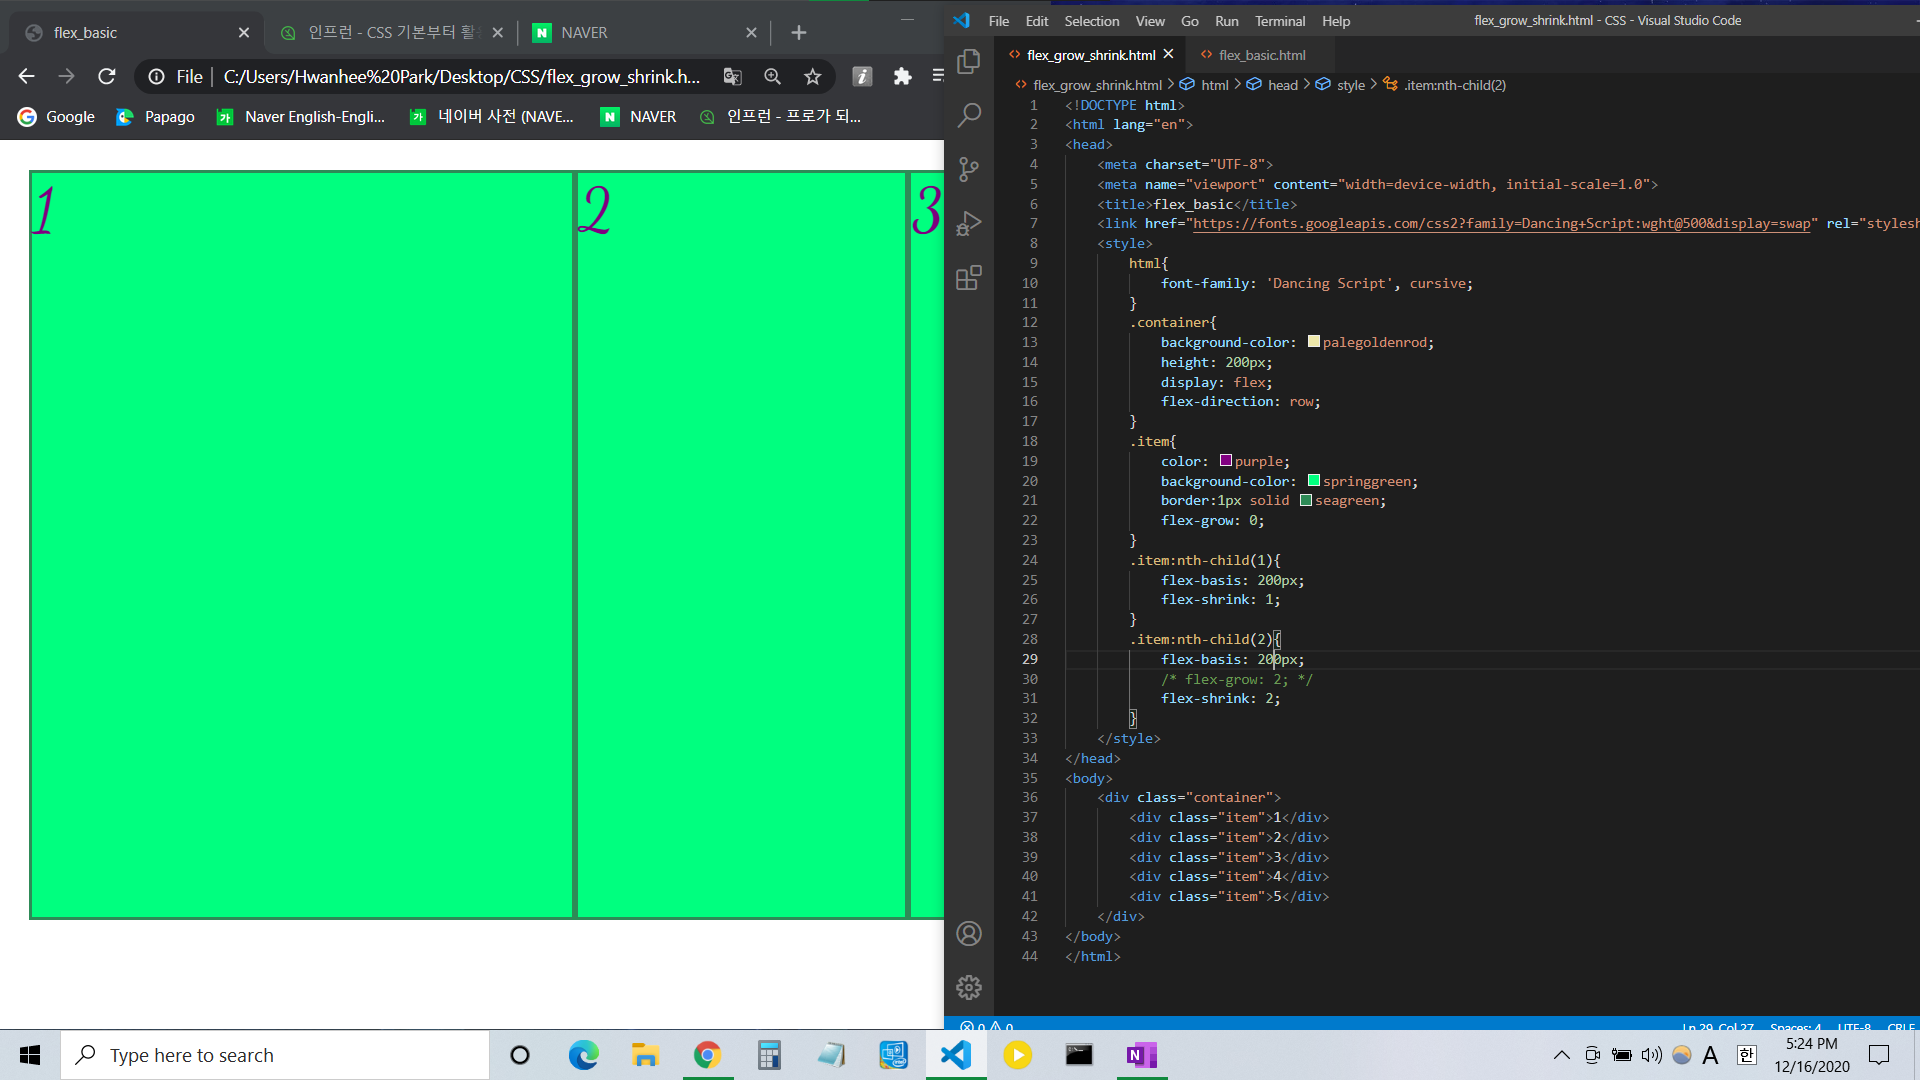 flex_basic
인프런 - CSS 기본부터 활
NAVER
File
C:/Users/Hwanhee%20Park/Desktop/CSS/flex_grow_shrink.h...
Google
Papago
Naver English-Engli...
네이버 사전 (NAVE...
NAVER
인프런 - 프로가 되...
1
2
3
File Edit Selection View Go Run Terminal Help
flex_grow_shrink.html - CSS - Visual Studio Code
flex_grow_shrink.html
flex_basic.html
flex_grow_shrink.html > html > head > style > .item:nth-child(2)
1 <!DOCTYPE html>
2 <html lang="en">
3 <head>
4 <meta charset="UTF-8">
5 <meta name="viewport" content="width=device-width, initial-scale=1.0">
6 <title>flex_basic</title>
7 <link href="https://fonts.googleapis.com/css2?family=Dancing+Script:wght@500&display=swap" rel="stylesh
8 <style>
9 html{
10 font-family: 'Dancing Script', cursive;
11 }
12 .container{
13 background-color: palegoldenrod;
14 height: 200px;
15 display: flex;
16 flex-direction: row;
17 }
18 .item{
19 color: purple;
20 background-color: springgreen;
21 border:1px solid seagreen;
22 flex-grow: 0;
23 }
24 .item:nth-child(1){
25 flex-basis: 200px;
26 flex-shrink: 1;
27 }
28 .item:nth-child(2){
29 flex-basis: 200px;
30 /* flex-grow: 2; */
31 flex-shrink: 2;
32 }
33 </style>
34 </head>
35 <body>
36 <div class="container">
37 <div class="item">1</div>
38 <div class="item">2</div>
39 <div class="item">3</div>
40 <div class="item">4</div>
41 <div class="item">5</div>
42 </div>
43 </body>
44 </html>
0 0
Ln 29, Col 27 Spaces: 4 UTF-8 CRLF
Type here to search
A
한
5:24 PM
12/16/2020